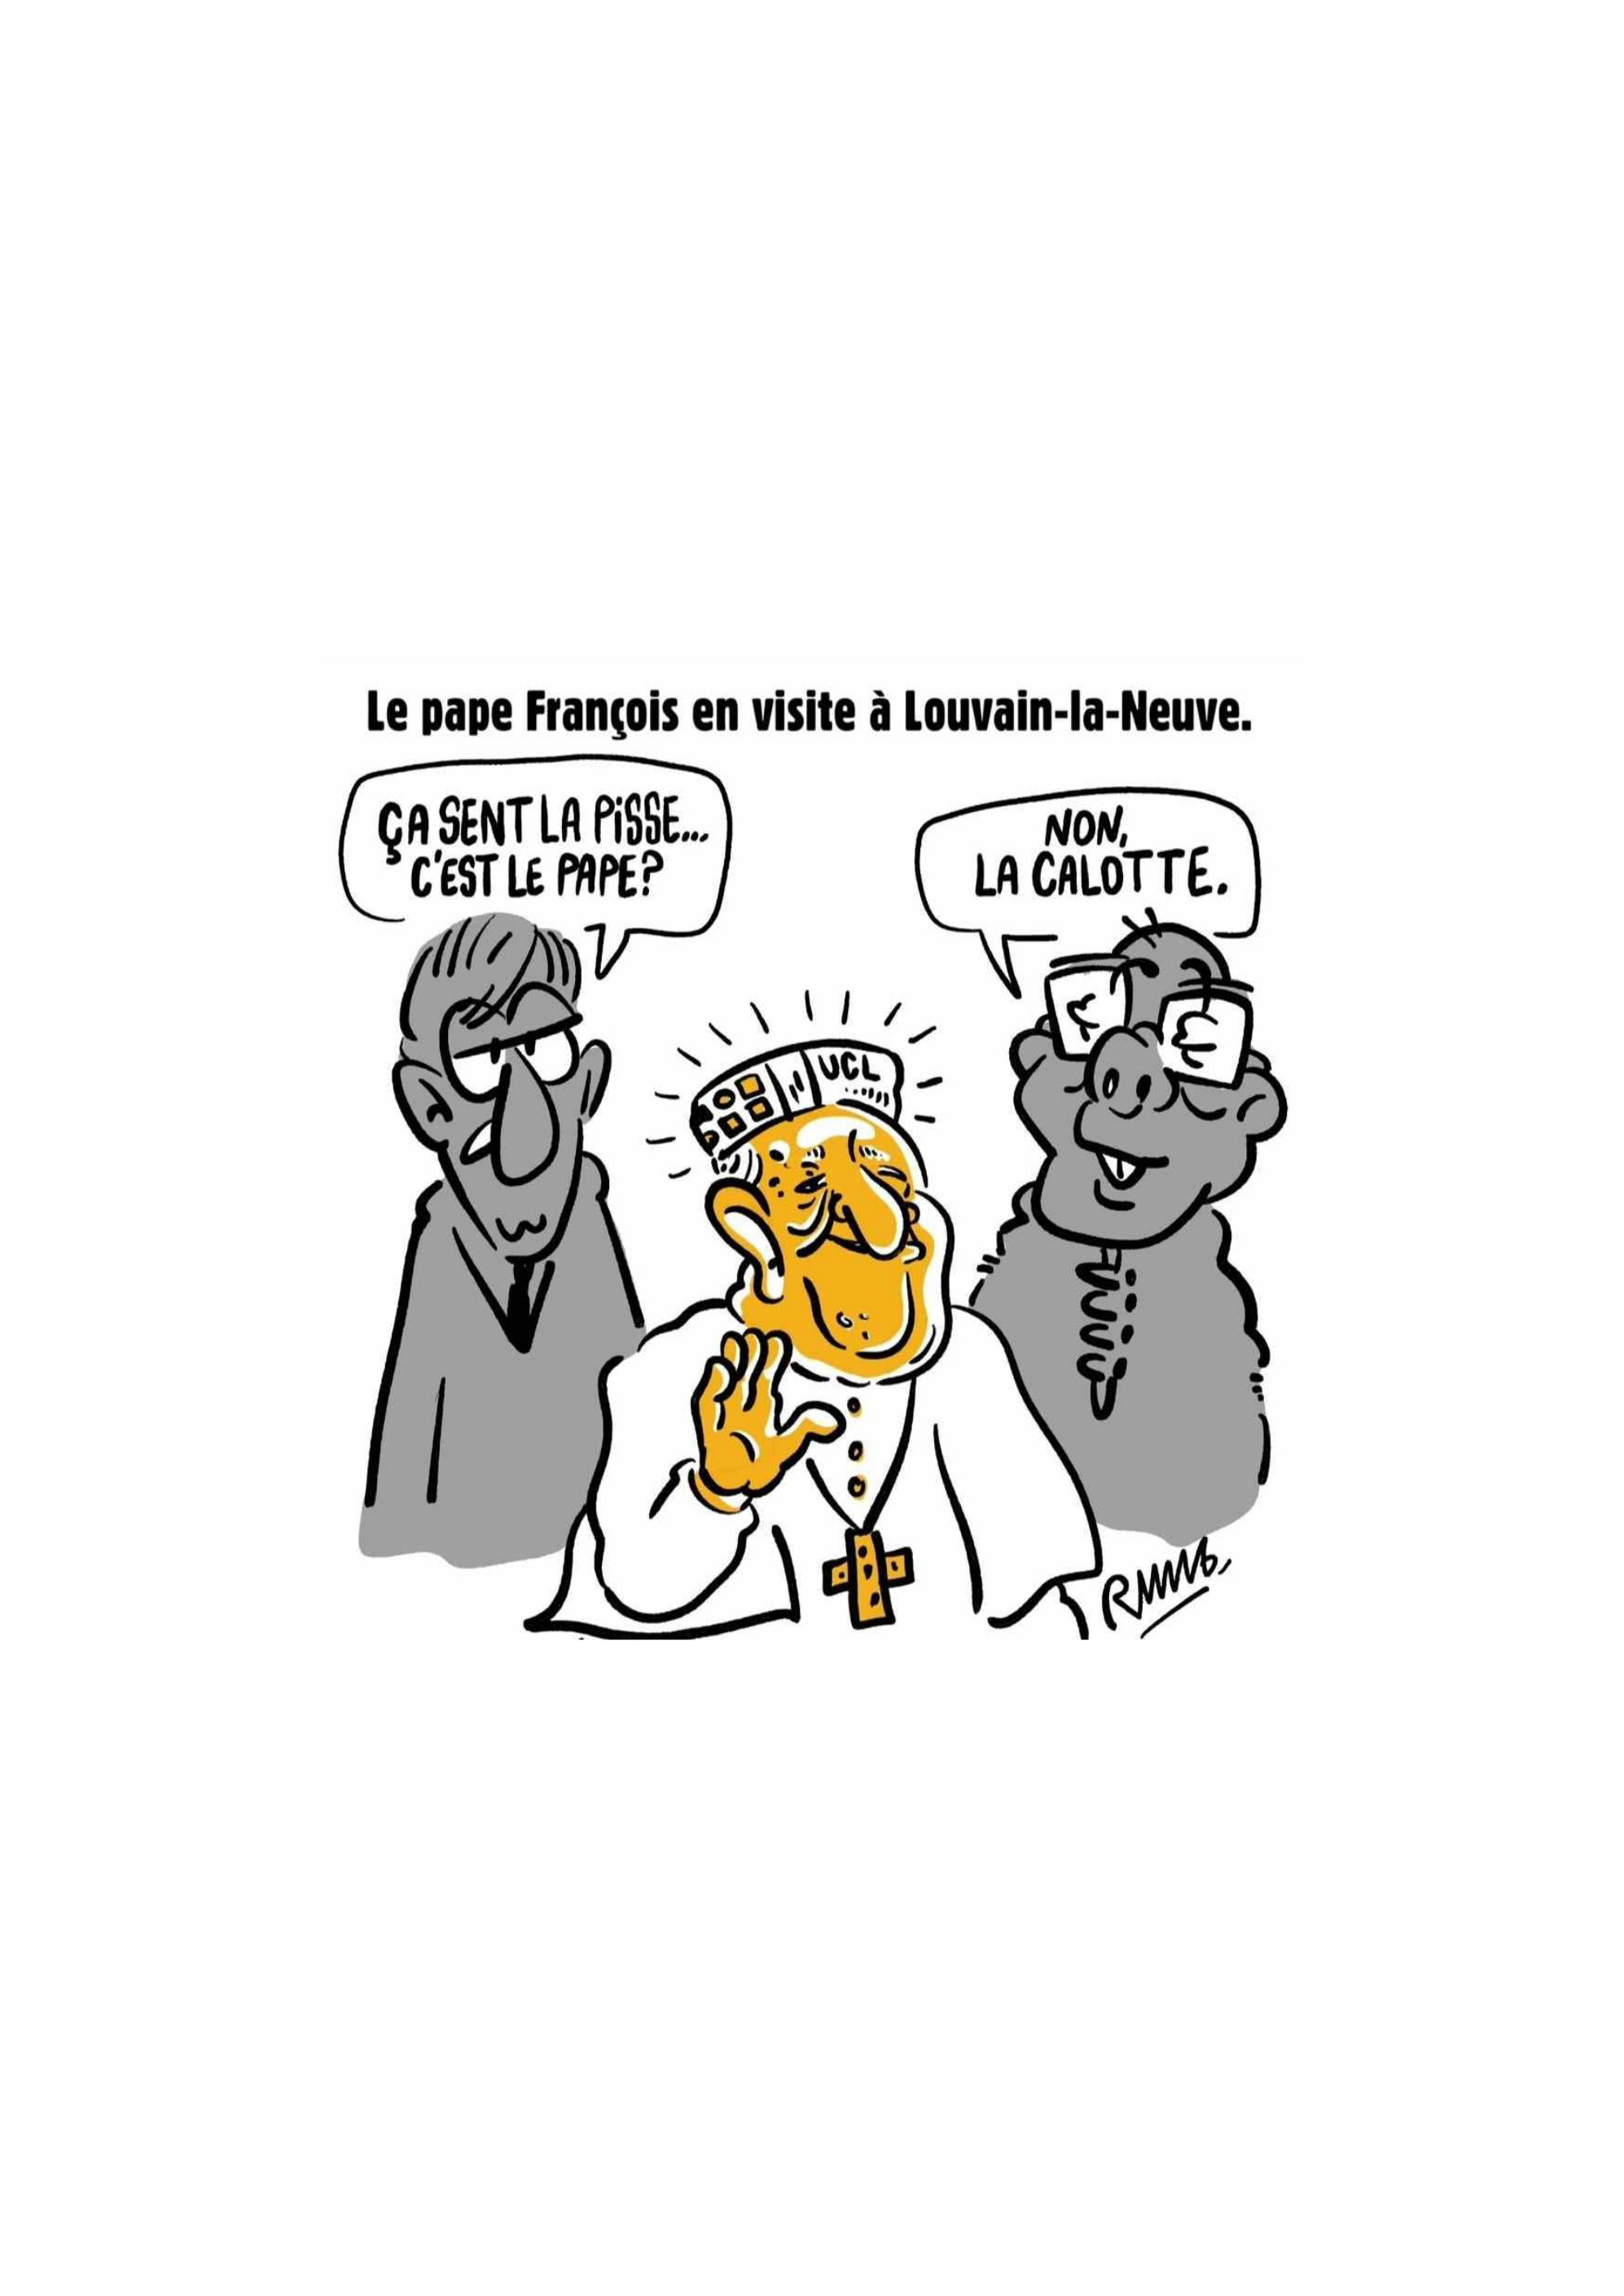 Le pape François en visite à Louvain-la-Neuve.
ÇA SENT LA PISSE...
C'EST LE PAPE?
NON,
LA CALOTTE.
UCL